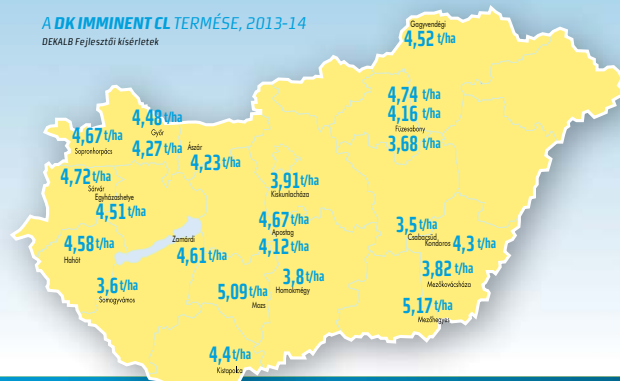 A DK IMMINENT CL TERMÉSE, 2013-14
DEKALB Fejlesztői kísérletek
Gagyvendégi
4,52 t/ha
4,74 t/ha
4,16 t/ha
Füzesabony
3,68 t/ha
4,48 t/ha
Győr
4,27 t/ha
4,67 t/ha
Sopronhorpács
Ászár
4,23 t/ha
4,72 t/ha
Sárvár
Egyházashetye
4,51 t/ha
3,91 t/ha
Kiskunlacháza
4,67 t/ha
Apostag
4,12 t/ha
3,5 t/ha
Csabacsüd
Kondoros 4,3 t/ha
4,58 t/ha
Hahót
Zamárdi
4,61 t/ha
3,82 t/ha
Mezőkovácsháza
3,6 t/ha
Somogyvámos
3,8 t/ha
Homokmégy
5,09 t/ha
Mozs
5,17 t/ha
Mezőhegyes
4,4 t/ha
Kistapolca